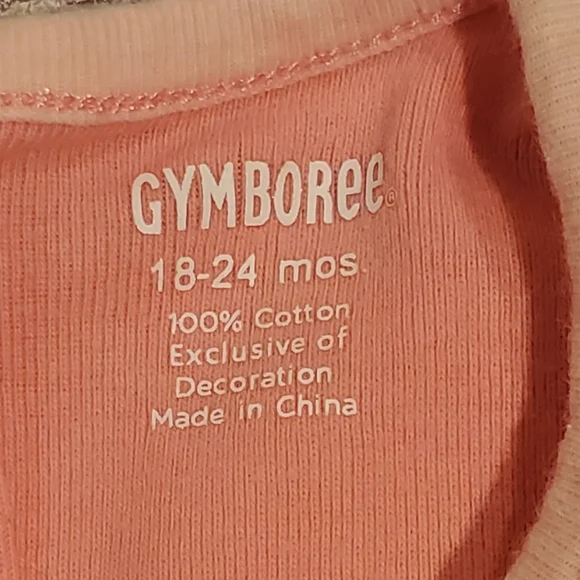 GYMBOREE®
18-24 mos.
100% Cotton
Exclusive of
Decoration
Made in China